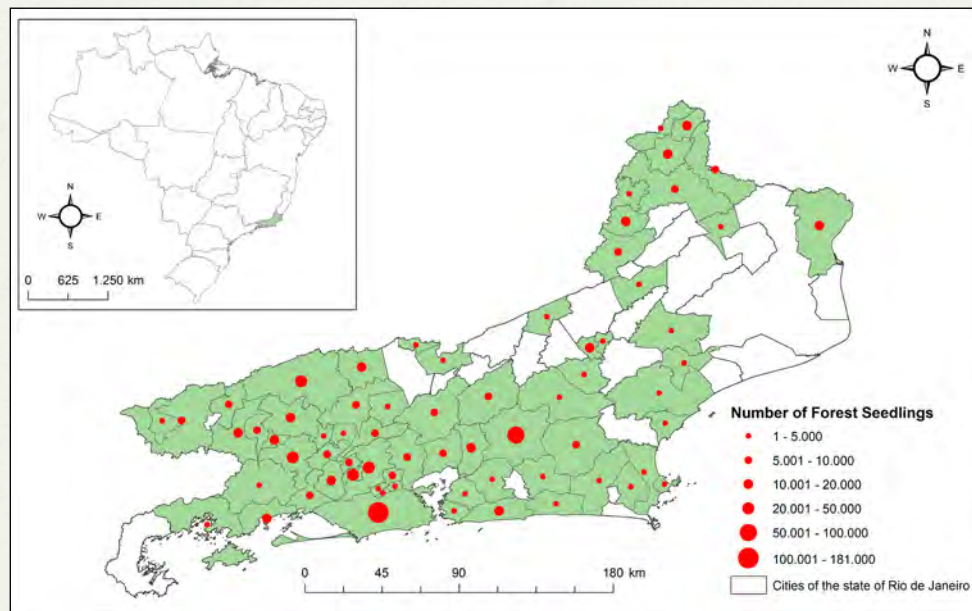 N
W E
S
0 625 1.250 km
N
W E
S
Number of Forest Seedlings
1 - 5.000
5.001 - 10.000
10.001 - 20.000
20.001 - 50.000
50.001 - 100.000
100.001 - 181.000
Cities of the state of Rio de Janeiro
0 45 90 180 km